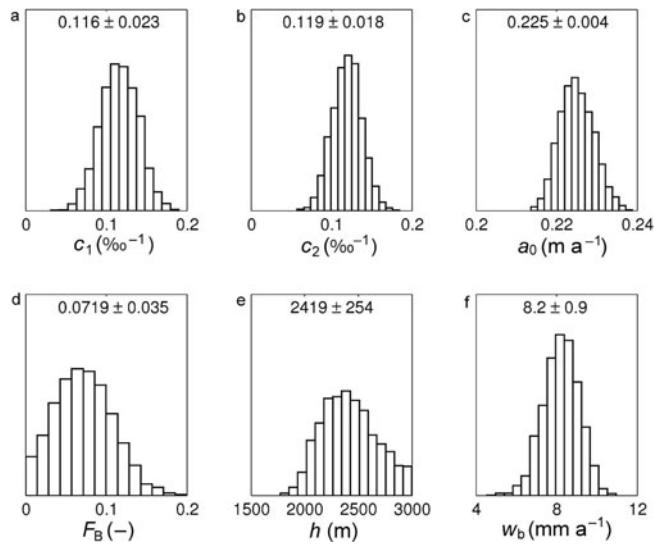 a
0.116 ± 0.023
0
0.1
0.2
c₁ (‰⁻¹)
b
0.119 ± 0.018
0
0.1
0.2
c₂ (‰⁻¹)
c
0.225 ± 0.004
0.2
0.22
0.24
a₀ (m a⁻¹)
d
0.0719 ± 0.035
0
0.1
0.2
F_B (–)
e
2419 ± 254
1500
2000
2500
3000
h (m)
f
8.2 ± 0.9
4
8
12
w_b (mm a⁻¹)